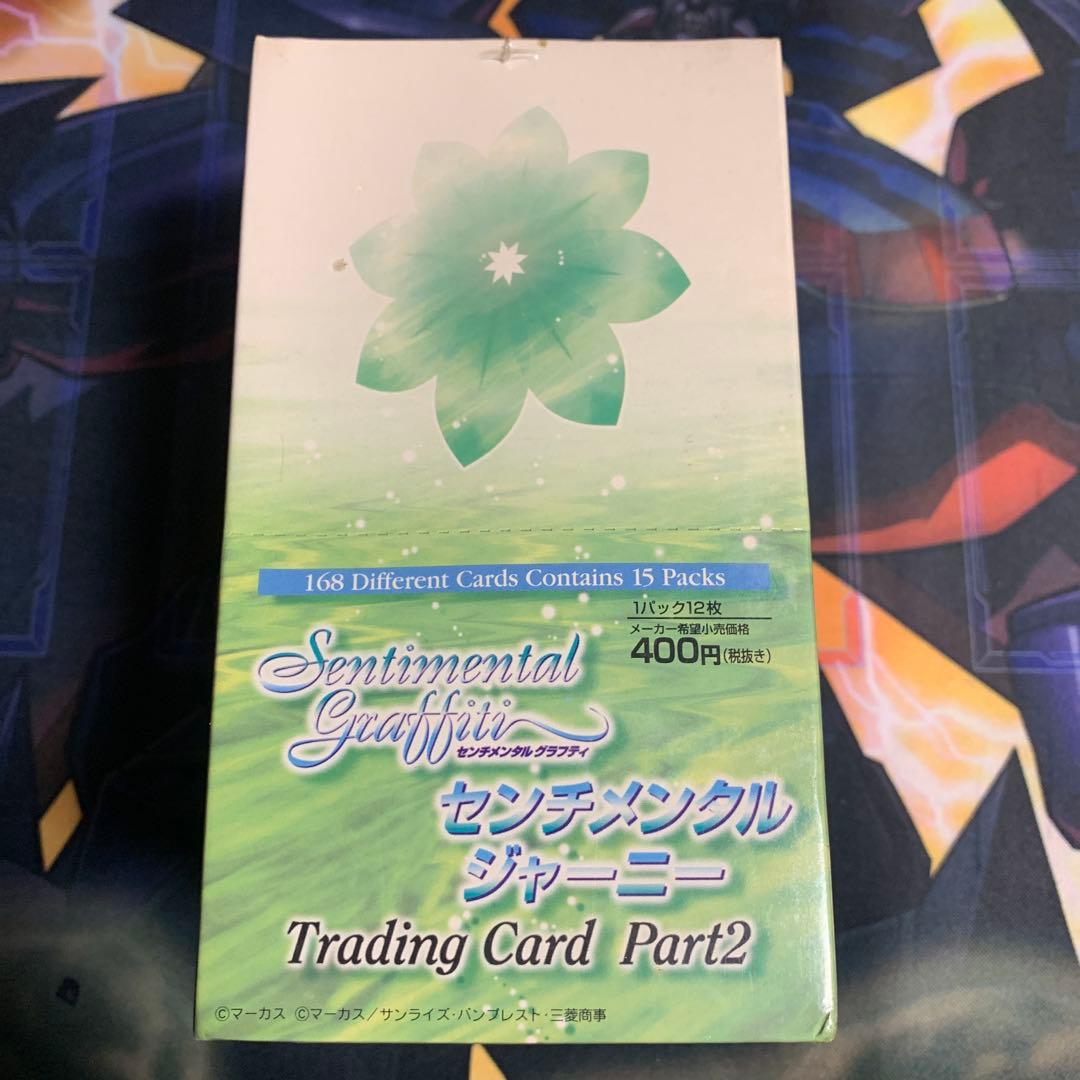 168 Different Cards Contains 15 Packs
1パック12枚
メーカー希望小売価格
400円(税抜き)
Sentimental
Graffiti
センチメンタル グラフティ
センチメンタル
ジャーニー
Trading Card Part2
©マーカス ©マーカス/サンライズ・バンプレスト・三菱商事